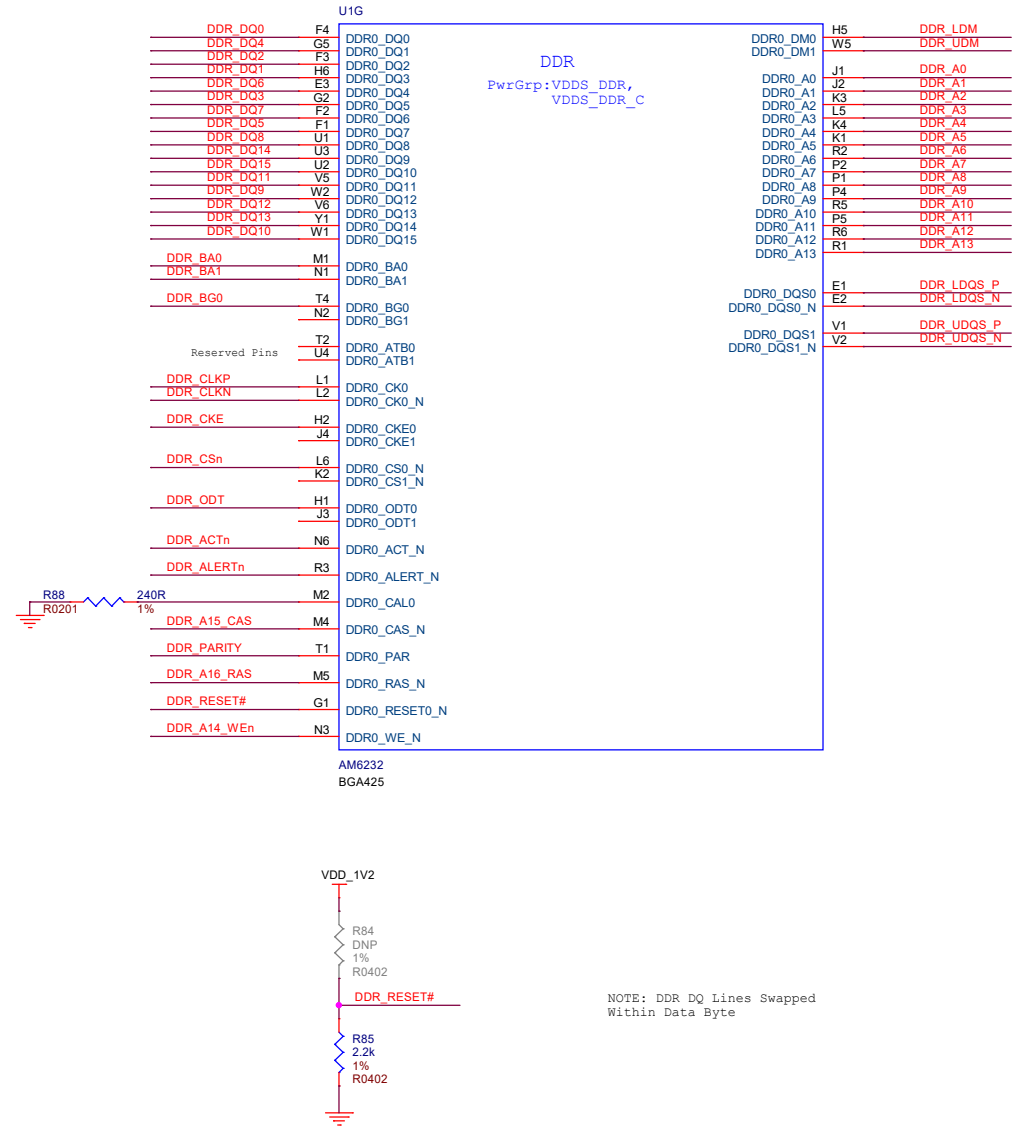 U1G
DDR
PwrGrp:VDDS_DDR,
VDDS_DDR_C
DDR_DQ0 F4 DDR0_DQ0
DDR_DQ4 G5 DDR0_DQ1
DDR_DQ2 F3 DDR0_DQ2
DDR_DQ1 H6 DDR0_DQ3
DDR_DQ6 E3 DDR0_DQ4
DDR_DQ3 G2 DDR0_DQ5
DDR_DQ7 F2 DDR0_DQ6
DDR_DQ5 F1 DDR0_DQ7
DDR_DQ8 U1 DDR0_DQ8
DDR_DQ14 U3 DDR0_DQ9
DDR_DQ15 U2 DDR0_DQ10
DDR_DQ11 V5 DDR0_DQ11
DDR_DQ9 W2 DDR0_DQ12
DDR_DQ12 V6 DDR0_DQ13
DDR_DQ13 Y1 DDR0_DQ14
DDR_DQ10 W1 DDR0_DQ15
DDR_BA0 M1 DDR0_BA0
DDR_BA1 N1 DDR0_BA1
DDR_BG0 T4 DDR0_BG0
N2 DDR0_BG1
T2 DDR0_ATB0
Reserved Pins U4 DDR0_ATB1
DDR_CLKP L1 DDR0_CK0
DDR_CLKN L2 DDR0_CK0_N
DDR_CKE H2 DDR0_CKE0
J4 DDR0_CKE1
DDR_CSn L6 DDR0_CS0_N
K2 DDR0_CS1_N
DDR_ODT H1 DDR0_ODT0
J3 DDR0_ODT1
DDR_ACTn N6 DDR0_ACT_N
DDR_ALERTn R3 DDR0_ALERT_N
R88 240R M2 DDR0_CAL0
R0201 1%
DDR_A15_CAS M4 DDR0_CAS_N
DDR_PARITY T1 DDR0_PAR
DDR_A16_RAS M5 DDR0_RAS_N
DDR_RESET# G1 DDR0_RESET0_N
DDR_A14_WEn N3 DDR0_WE_N
DDR0_DM0 H5 DDR_LDM
DDR0_DM1 W5 DDR_UDM
DDR0_A0 J1 DDR_A0
DDR0_A1 J2 DDR_A1
DDR0_A2 K3 DDR_A2
DDR0_A3 L5 DDR_A3
DDR0_A4 K4 DDR_A4
DDR0_A5 K1 DDR_A5
DDR0_A6 R2 DDR_A6
DDR0_A7 P2 DDR_A7
DDR0_A8 P1 DDR_A8
DDR0_A9 P4 DDR_A9
DDR0_A10 R5 DDR_A10
DDR0_A11 P5 DDR_A11
DDR0_A12 R6 DDR_A12
DDR0_A13 R1 DDR_A13
DDR0_DQS0 E1 DDR_LDQS_P
DDR0_DQS0_N E2 DDR_LDQS_N
DDR0_DQS1 V1 DDR_UDQS_P
DDR0_DQS1_N V2 DDR_UDQS_N
AM6232
BGA425
VDD_1V2
R84
DNP
1%
R0402
DDR_RESET#
R85
2.2k
1%
R0402
NOTE: DDR DQ Lines Swapped
Within Data Byte